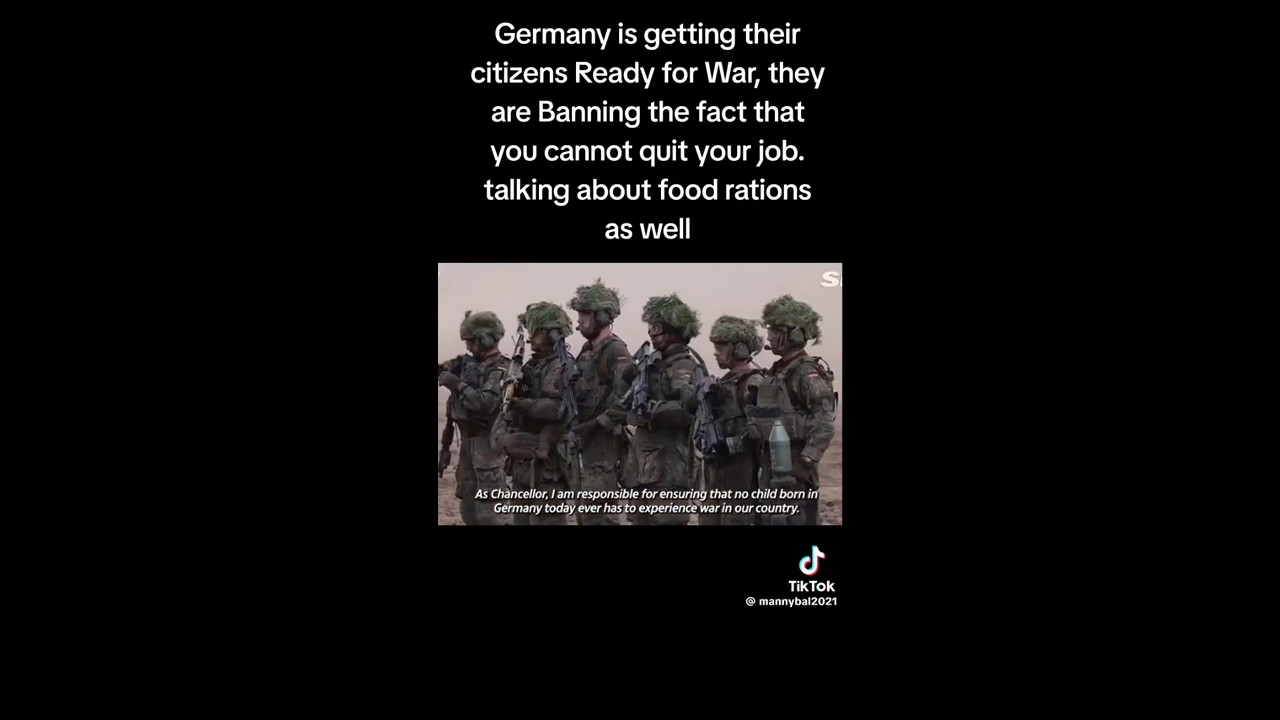 Germany is getting their
citizens Ready for War, they
are Banning the fact that
you cannot quit your job.
talking about food rations
as well
As Chancellor, I am responsible for ensuring that no child born in
Germany today ever has to experience war in our country.
TikTok
@ mannybal2021